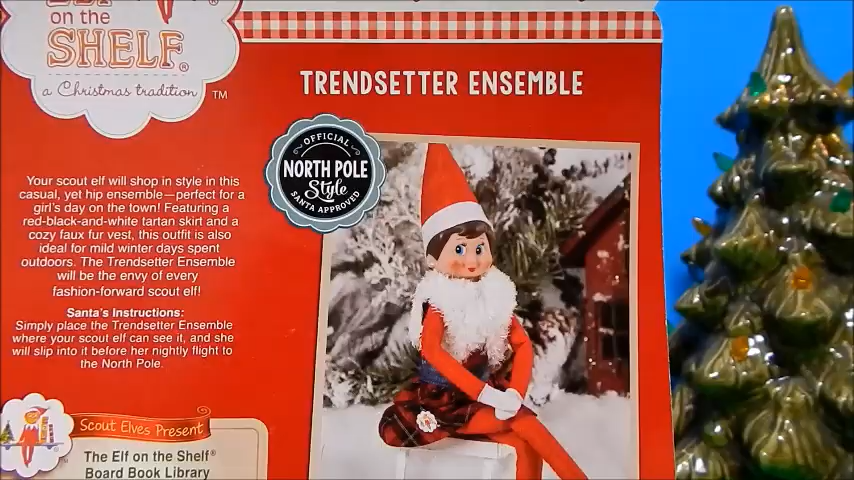 ELF
on the
SHELF®
a Christmas tradition™
TRENDSETTER ENSEMBLE
OFFICIAL
NORTH POLE
Style
SANTA APPROVED
Your scout elf will shop in style in this
casual, yet hip ensemble—perfect for a
girl's day on the town! Featuring a
red-black-and-white tartan skirt and a
cozy faux fur vest, this outfit is also
ideal for mild winter days spent
outdoors. The Trendsetter Ensemble
will be the envy of every
fashion-forward scout elf!
Santa's Instructions:
Simply place the Trendsetter Ensemble
where your scout elf can see it, and she
will slip into it before her nightly flight to
the North Pole.
Scout Elves Present
The Elf on the Shelf®
Board Book Library